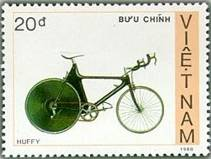 20đ
BƯU CHÍNH
VIỆT NAM
HUFFY
1988